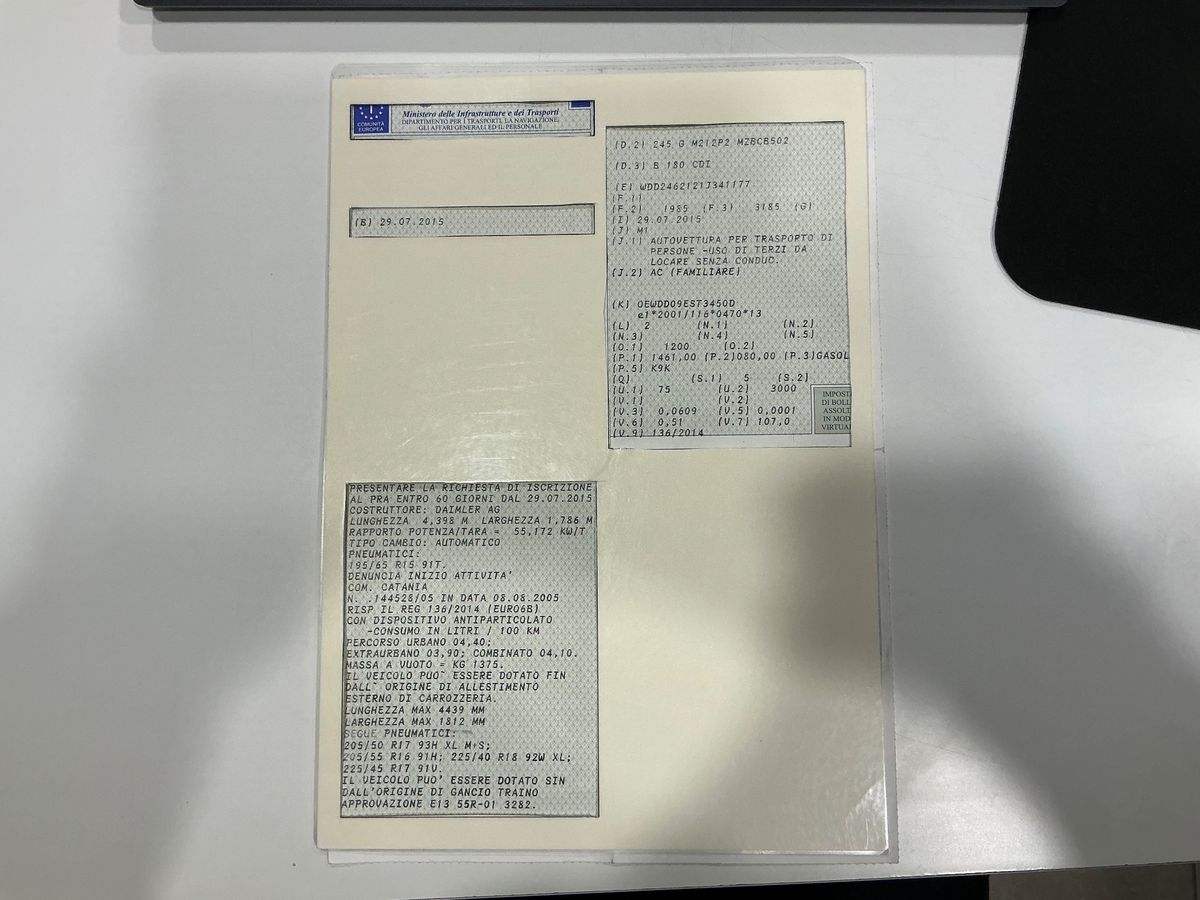 COMUNITÀ
EUROPEA
Ministero delle Infrastrutture e dei Trasporti
DIPARTIMENTO PER I TRASPORTI, LA NAVIGAZIONE,
GLI AFFARI GENERALI ED IL PERSONALE
(B) 29.07.2015
(D.2) 245 G M212P2 MZBCB502
(D.3) B 180 CDI
(E) WDD2462121J341177
(F.1)
(F.2) 1985 (F.3) 3185 (G)
(I) 29.07.2015
(J) M1
(J.1) AUTOVETTURA PER TRASPORTO DI
PERSONE -USO DI TERZI DA
LOCARE SENZA CONDUC.
(J.2) AC (FAMILIARE)
(K) OEWDD09EST3450D
e1*2001/116*0470*13
(L) 2 (N.1) (N.2)
(N.3) (N.4) (N.5)
(O.1) 1200 (O.2)
(P.1) 1461,00 (P.2)080,00 (P.3)GASOL
(P.5) K9K
(Q) (S.1) 5 (S.2)
(U.1) 75 (U.2) 3000
(V.1) (V.2)
(V.3) 0,0609 (V.5) 0,0001
(V.6) 0,51 (V.7) 107,0
(V.9) 136/2014
IMPOSTA
DI BOLL
ASSOLT
IN MOD
VIRTUA
PRESENTARE LA RICHIESTA DI ISCRIZIONE
AL PRA ENTRO 60 GIORNI DAL 29.07.2015
COSTRUTTORE: DAIMLER AG
LUNGHEZZA 4,398 M LARGHEZZA 1,786 M
RAPPORTO POTENZA/TARA = 55,172 KW/T
TIPO CAMBIO: AUTOMATICO
PNEUMATICI:
195/65 R15 91T.
DENUNCIA INIZIO ATTIVITA'
COM. CATANIA
N. .144528/05 IN DATA 08.08.2005
RISP IL REG 136/2014 (EURO6B)
CON DISPOSITIVO ANTIPARTICOLATO
-CONSUMO IN LITRI / 100 KM
PERCORSO URBANO 04,40;
EXTRAURBANO 03,90; COMBINATO 04,10.
MASSA A VUOTO = KG 1375.
IL VEICOLO PUO` ESSERE DOTATO FIN
DALL` ORIGINE DI ALLESTIMENTO
ESTERNO DI CARROZZERIA.
LUNGHEZZA MAX 4439 MM
LARGHEZZA MAX 1812 MM
SEGUE PNEUMATICI:
205/50 R17 93H XL M+S;
205/55 R16 91H; 225/40 R18 92W XL;
225/45 R17 91V.
IL VEICOLO PUO' ESSERE DOTATO SIN
DALL'ORIGINE DI GANCIO TRAINO
APPROVAZIONE E13 55R-01 3282.